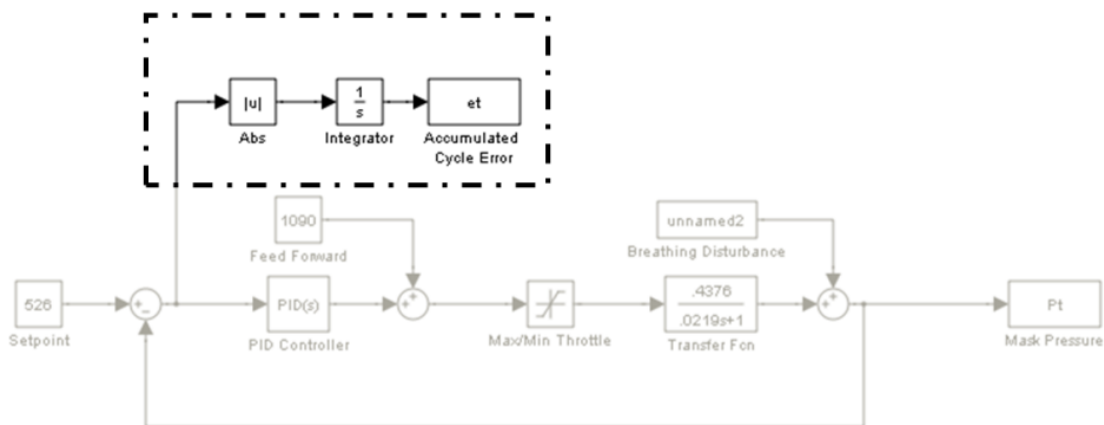 |u|
Abs
1
s
Integrator
et
Accumulated
Cycle Error
1090
Feed Forward
unnamed2
Breathing Disturbance
526
Setpoint
+
−
PID(s)
PID Controller
+
+
Max/Min Throttle
.4376
.0219s+1
Transfer Fcn
+
+
Pt
Mask Pressure